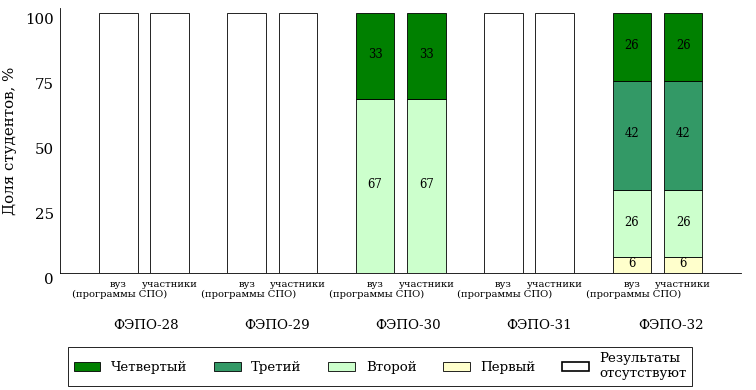 Доля студентов, %
100
75
50
25
0
33 33 26 26
42 42
67 67
26 26
6 6
вуз участники вуз участники вуз участники вуз участники вуз участники
(программы СПО) (программы СПО) (программы СПО) (программы СПО) (программы СПО)
ФЭПО-28 ФЭПО-29 ФЭПО-30 ФЭПО-31 ФЭПО-32
Четвертый Третий Второй Первый Результаты
отсутствуют